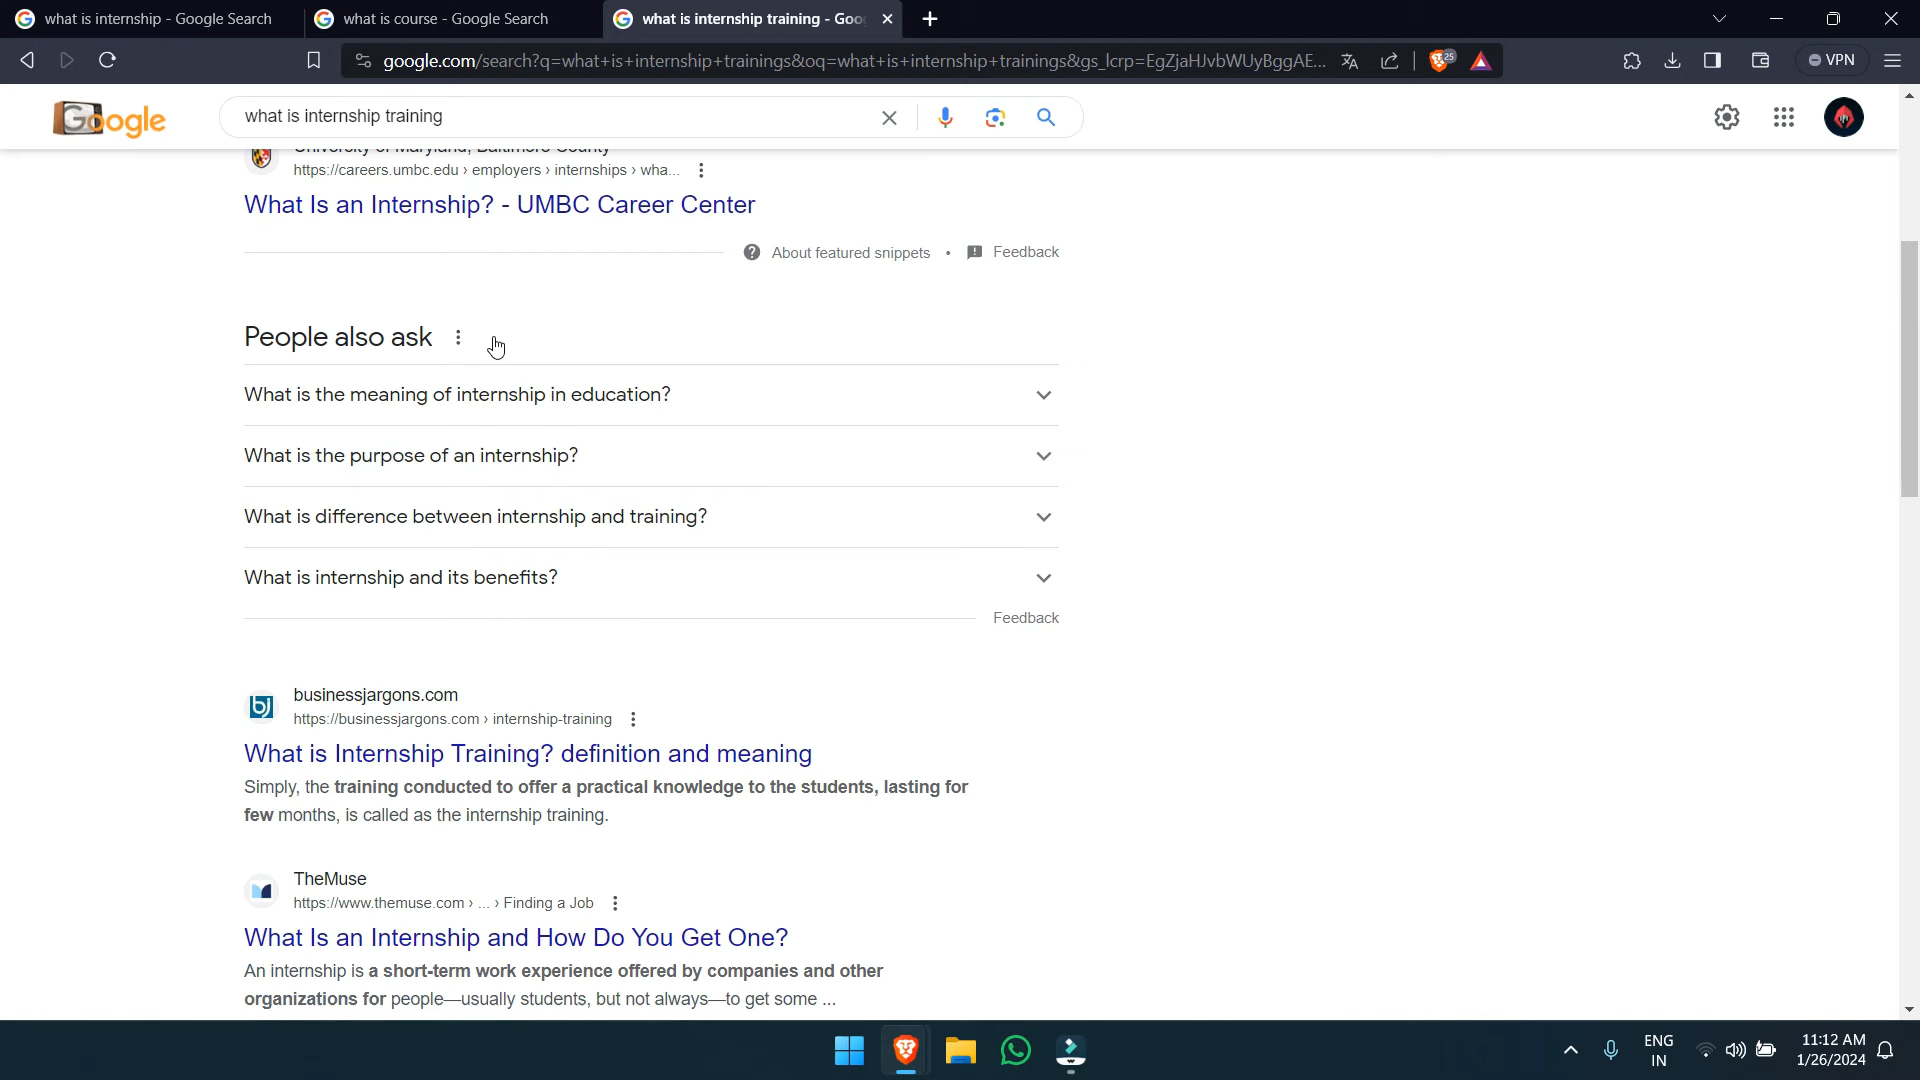 what is internship - Google Search
what is course - Google Search
what is internship training - Goo
google.com/search?q=what+is+internship+trainings&oq=what+is+internship+trainings&gs_lcrp=EgZjaHJvbWUyBggAE...
25
VPN
Google
what is internship training
University of Maryland, Baltimore County
https://careers.umbc.edu › employers › internships › wha...
What Is an Internship? - UMBC Career Center
About featured snippets • Feedback
People also ask
What is the meaning of internship in education?
What is the purpose of an internship?
What is difference between internship and training?
What is internship and its benefits?
Feedback
bj
businessjargons.com
https://businessjargons.com › internship-training
What is Internship Training? definition and meaning
Simply, the training conducted to offer a practical knowledge to the students, lasting for
few months, is called as the internship training.
TheMuse
https://www.themuse.com › ... › Finding a Job
What Is an Internship and How Do You Get One?
An internship is a short-term work experience offered by companies and other
organizations for people—usually students, but not always—to get some ...
ENG
IN
11:12 AM
1/26/2024